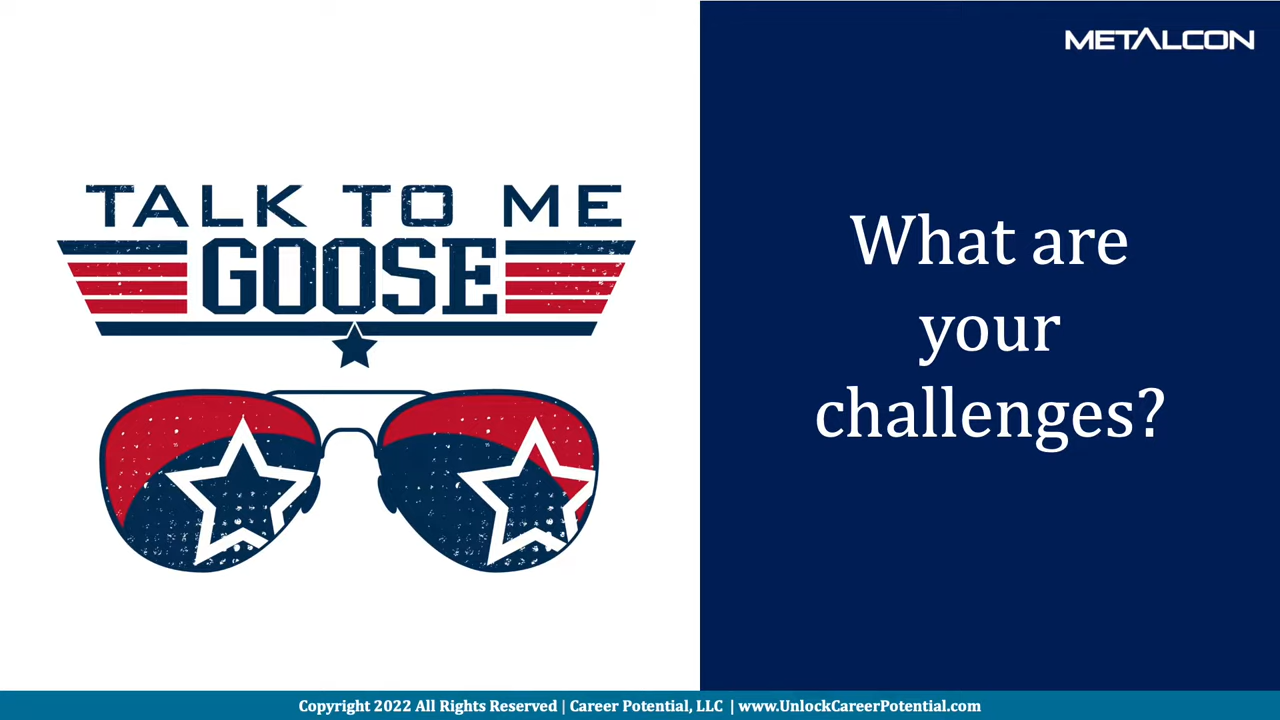 TALK TO ME
GOOSE
METALCON
What are
your
challenges?
Copyright 2022 All Rights Reserved | Career Potential, LLC | www.UnlockCareerPotential.com